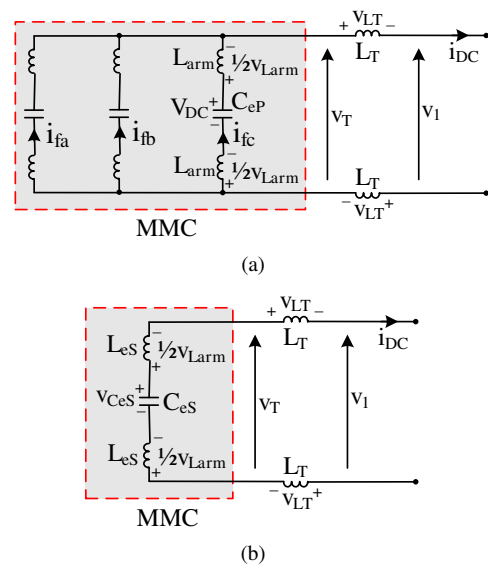 + vLT -
LT iDC
Larm - ½vLarm +
VDC + - CeP
ifa ifb ifc
vT v1
Larm - ½vLarm +
LT
- vLT +
MMC
(a)
+ vLT -
LT iDC
LeS - ½vLarm +
vCeS + - CeS
vT v1
LeS - ½vLarm +
LT
- vLT +
MMC
(b)